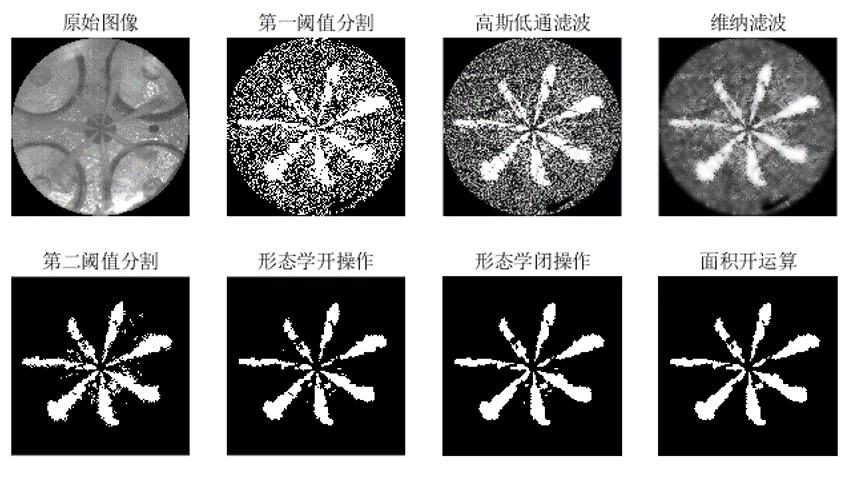 原始图像
第一阈值分割
高斯低通滤波
维纳滤波
第二阈值分割
形态学开操作
形态学闭操作
面积开运算